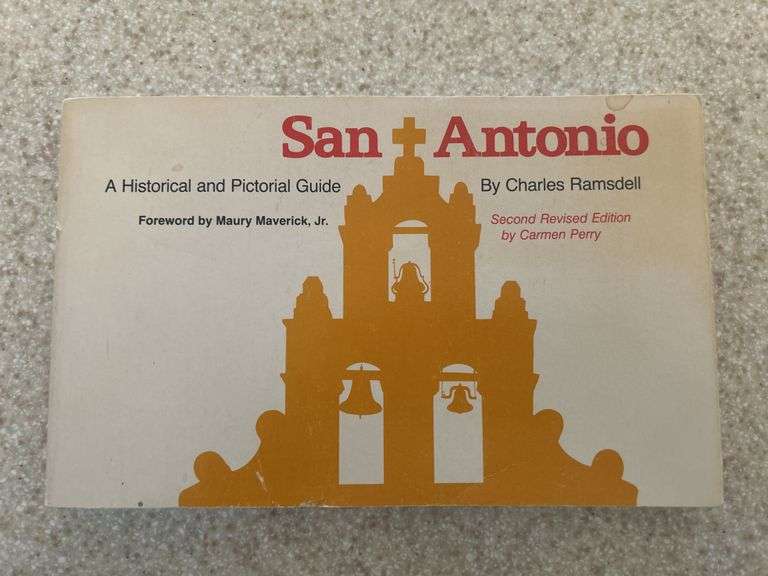 San Antonio
A Historical and Pictorial Guide
By Charles Ramsdell
Foreword by Maury Maverick, Jr.
Second Revised Edition
by Carmen Perry